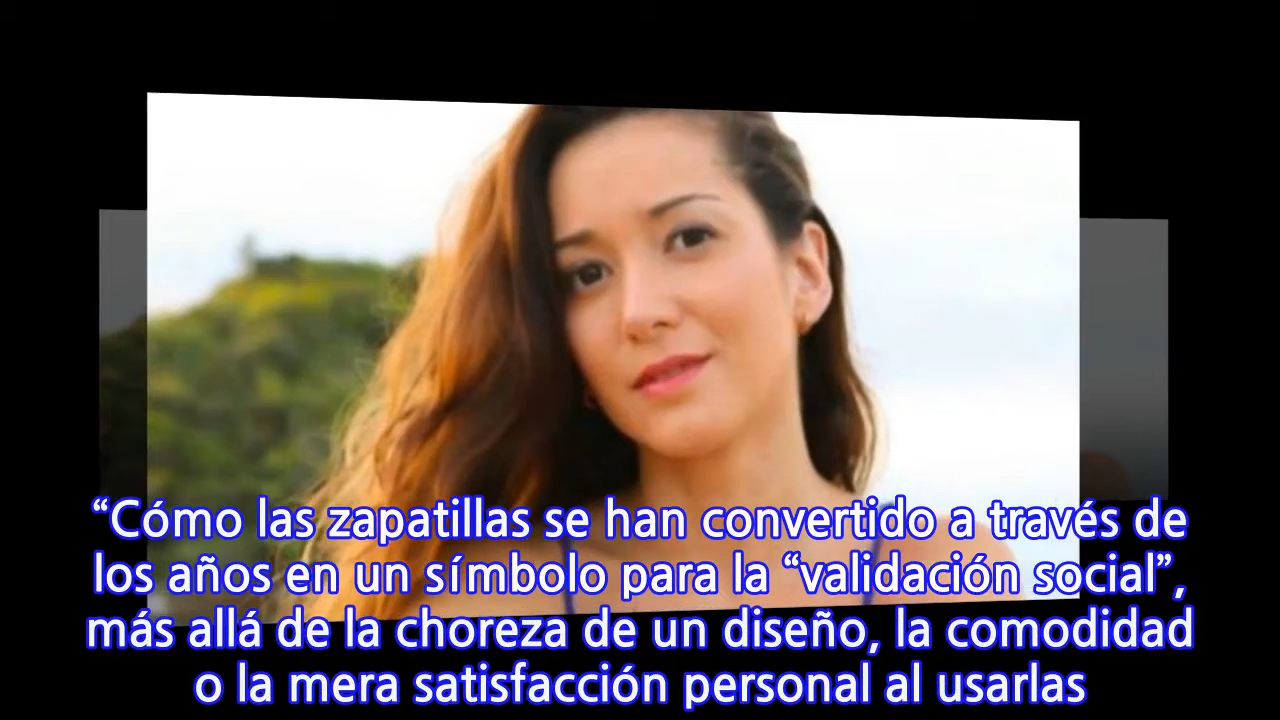 “Cómo las zapatillas se han convertido a través de
los años en un símbolo para la “validación social”,
más allá de la choreza de un diseño, la comodidad
o la mera satisfacción personal al usarlas